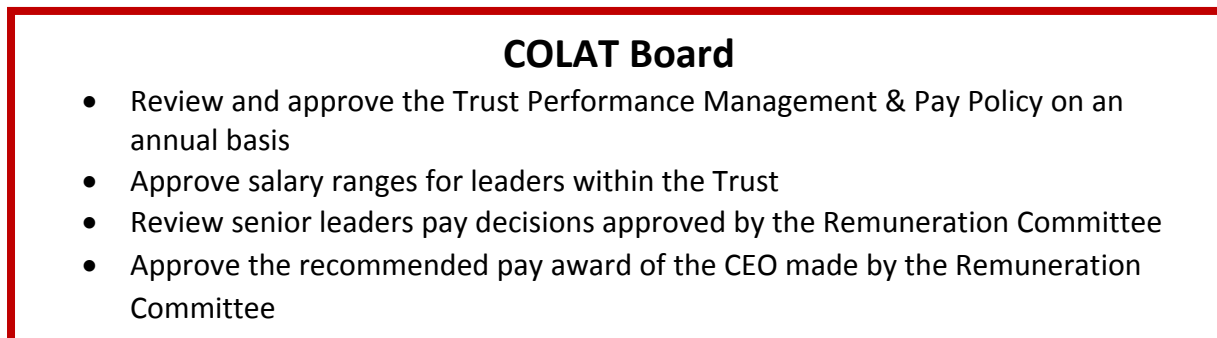 COLAT Board
• Review and approve the Trust Performance Management & Pay Policy on an
annual basis
• Approve salary ranges for leaders within the Trust
• Review senior leaders pay decisions approved by the Remuneration Committee
• Approve the recommended pay award of the CEO made by the Remuneration
Committee